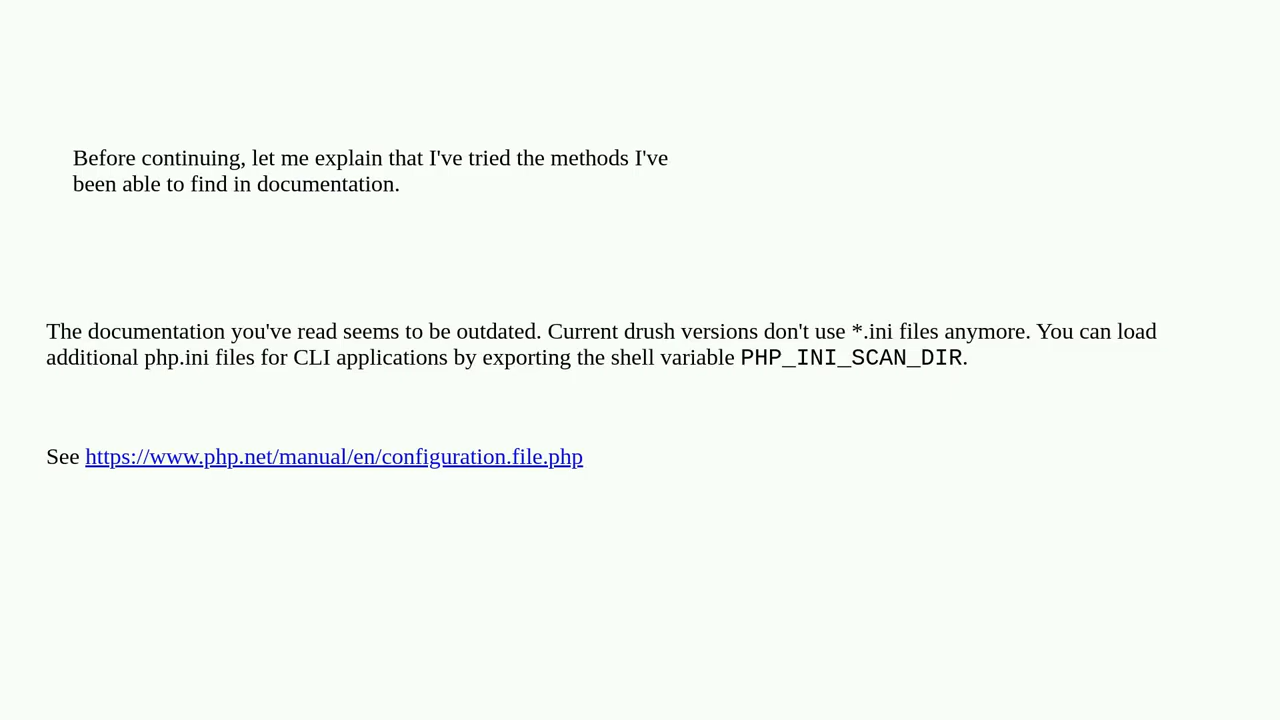 Before continuing, let me explain that I've tried the methods I've
been able to find in documentation.
The documentation you've read seems to be outdated. Current drush versions don't use *.ini files anymore. You can load
additional php.ini files for CLI applications by exporting the shell variable PHP_INI_SCAN_DIR.
See https://www.php.net/manual/en/configuration.file.php